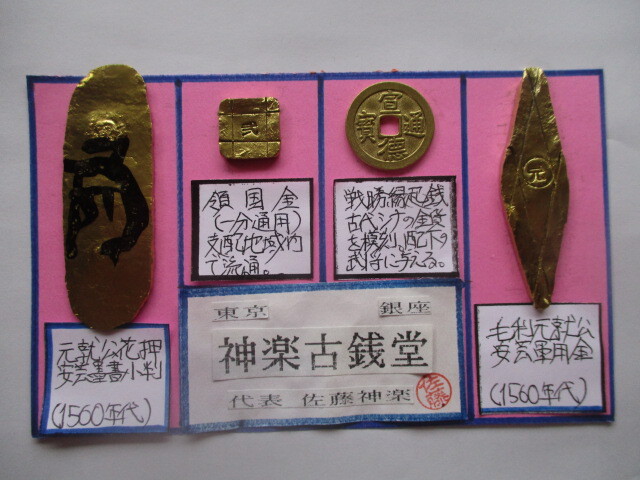 弐
宣徳通寳
元
領国金
(一分通用)
支配地域内
で流通。
戦勝縁起銭
古代シナの金銭
を模刻。配下の
武将に与える。
元就公花押
安芸墨書小判
(1560年代)
東京 銀座
神楽古銭堂
代表 佐藤神楽
毛利元就公
安芸軍用金
(1560年代)